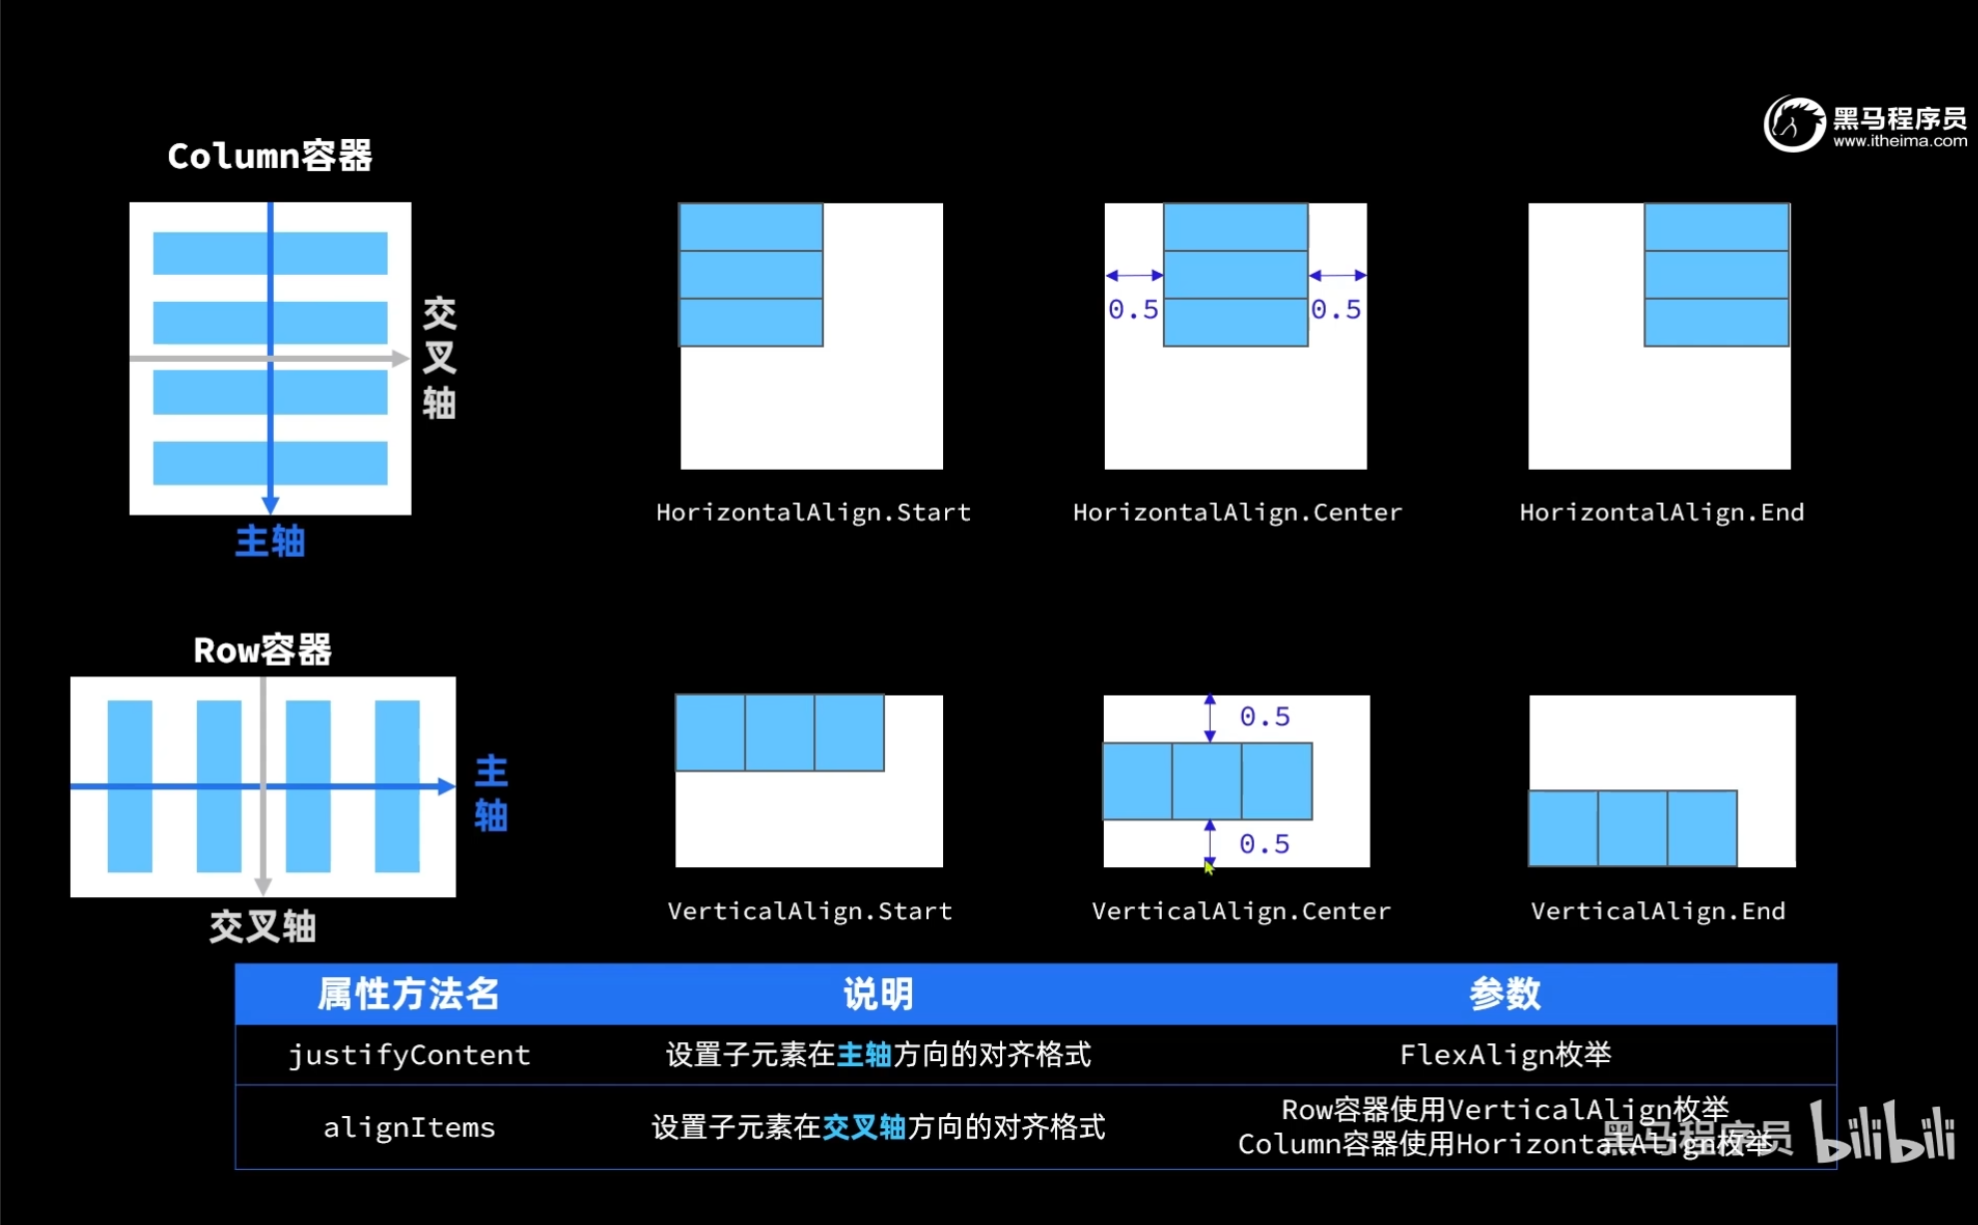 黑马程序员
www.itheima.com
Column容器
交叉轴
主轴
0.5
0.5
HorizontalAlign.Start
HorizontalAlign.Center
HorizontalAlign.End
Row容器
主轴
交叉轴
0.5
0.5
VerticalAlign.Start
VerticalAlign.Center
VerticalAlign.End
属性方法名 说明 参数
justifyContent 设置子元素在主轴方向的对齐格式 FlexAlign枚举
alignItems 设置子元素在交叉轴方向的对齐格式 Row容器使用VerticalAlign枚举
Column容器使用HorizontalAlign枚举
黑马程序员 bilibili